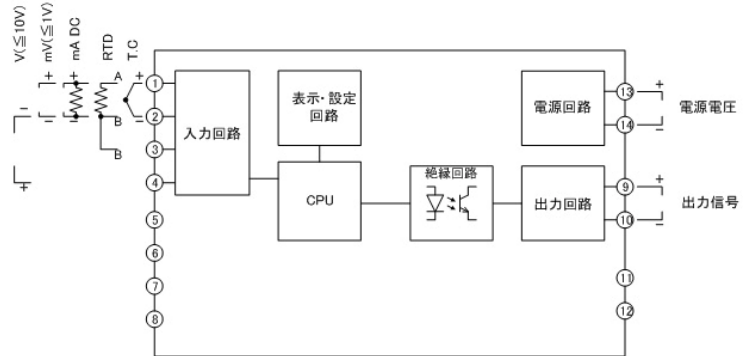 V(≦10V)
mV(≦1V)
mA DC
RTD
T.C
+ + A +
− − − B −
B
+
1
2
3
4
5
6
7
8
入力回路
表示・設定
回路
CPU
絶縁回路
電源回路
出力回路
13 + 電源電圧
14 −
9 + 出力信号
10 −
11
12